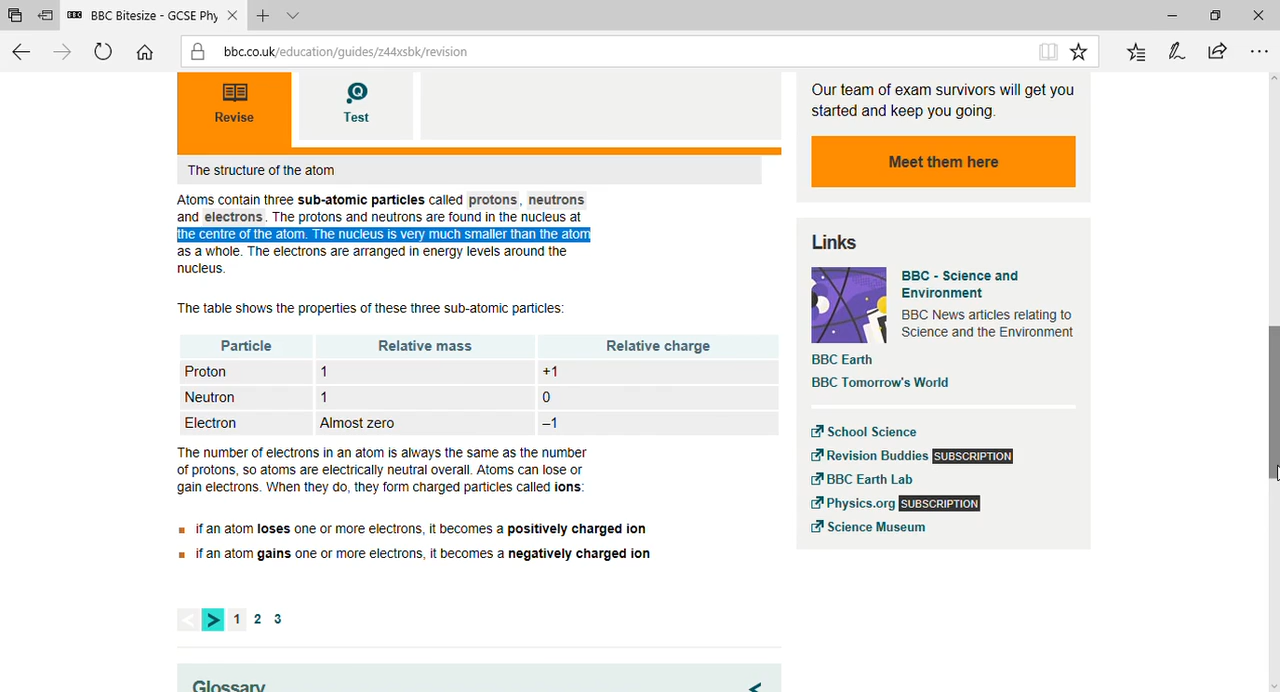 BBC BBC Bitesize - GCSE Phy
bbc.co.uk/education/guides/z44xsbk/revision
Revise
Test
The structure of the atom
Atoms contain three sub-atomic particles called protons, neutrons
and electrons. The protons and neutrons are found in the nucleus at
the centre of the atom. The nucleus is very much smaller than the atom
as a whole. The electrons are arranged in energy levels around the
nucleus.
The table shows the properties of these three sub-atomic particles:
Particle Relative mass Relative charge
Proton 1 +1
Neutron 1 0
Electron Almost zero –1
The number of electrons in an atom is always the same as the number
of protons, so atoms are electrically neutral overall. Atoms can lose or
gain electrons. When they do, they form charged particles called ions:
if an atom loses one or more electrons, it becomes a positively charged ion
if an atom gains one or more electrons, it becomes a negatively charged ion
< > 1 2 3
Glossary
Our team of exam survivors will get you
started and keep you going.
Meet them here
Links
BBC - Science and
Environment
BBC News articles relating to
Science and the Environment
BBC Earth
BBC Tomorrow's World
School Science
Revision Buddies SUBSCRIPTION
BBC Earth Lab
Physics.org SUBSCRIPTION
Science Museum